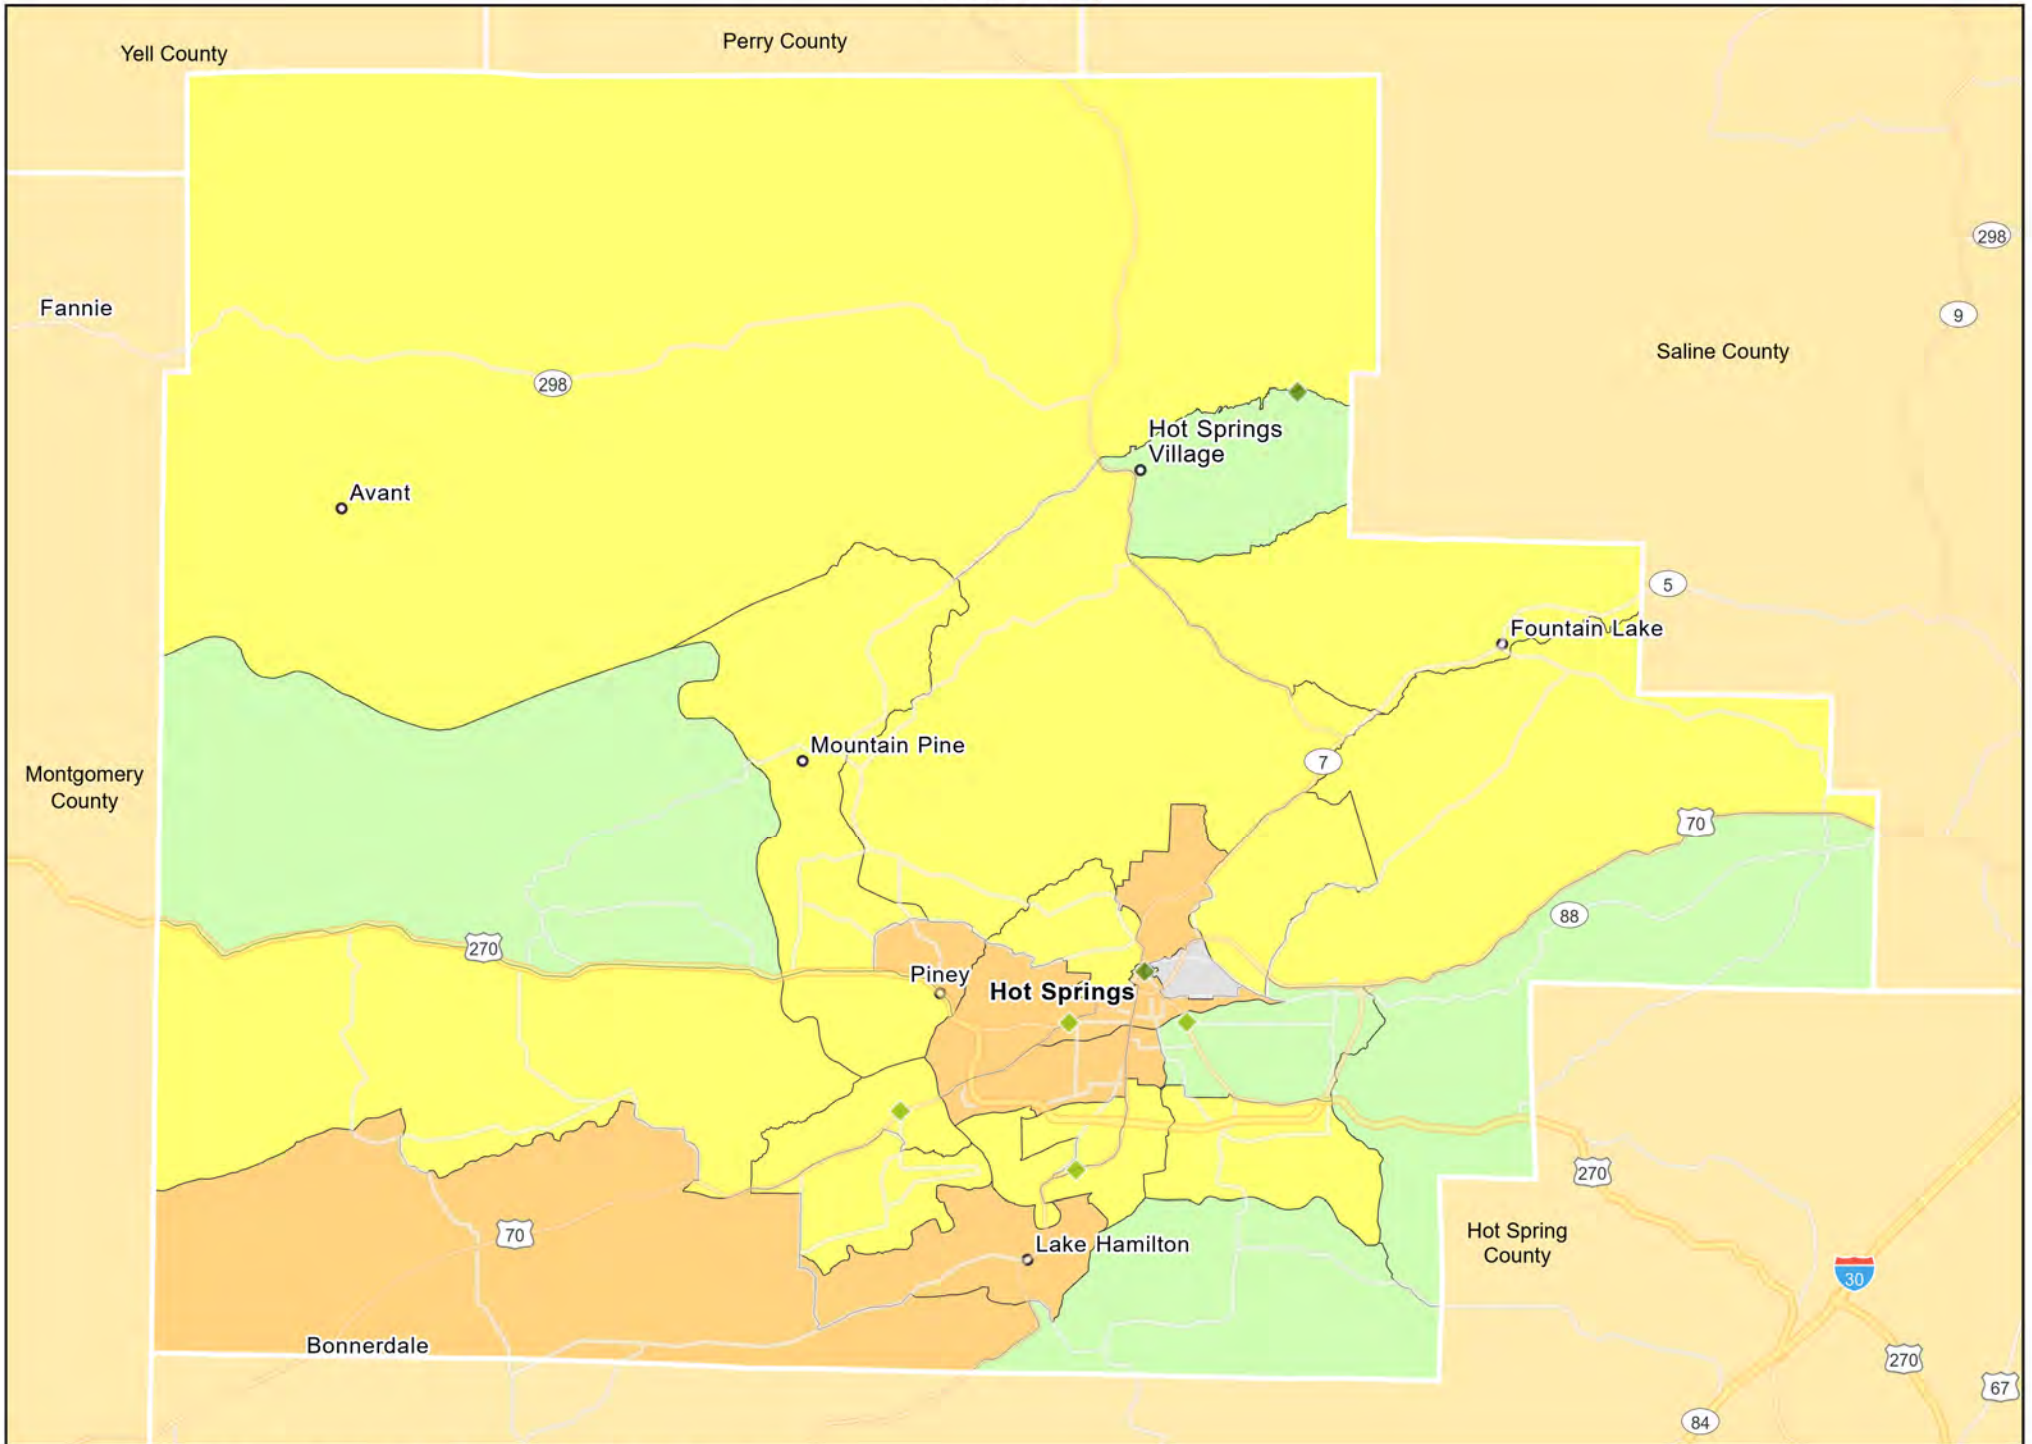 Yell County
Perry County
298
Fannie
9
Saline County
298
Hot Springs
Village
Avant
5
Fountain Lake
Mountain Pine
7
Montgomery
County
70
88
270
Piney
Hot Springs
270
70
Hot Spring
County
Lake Hamilton
30
Bonnerdale
270
67
84